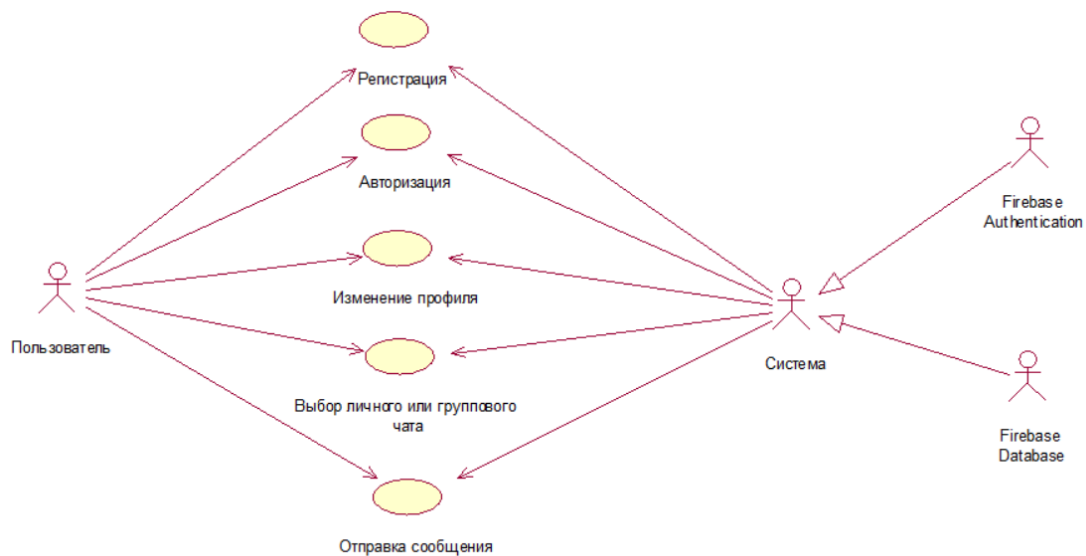 Регистрация
Авторизация
Firebase
Authentication
Изменение профиля
Пользователь
Система
Выбор личного или группового
чата
Firebase
Database
Отправка сообщения